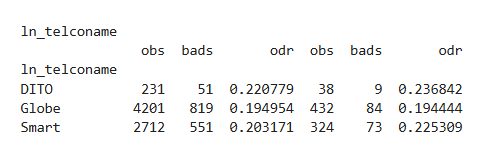 ln_telconame
obs bads odr obs bads odr
ln_telconame
DITO 231 51 0.220779 38 9 0.236842
Globe 4201 819 0.194954 432 84 0.194444
Smart 2712 551 0.203171 324 73 0.225309